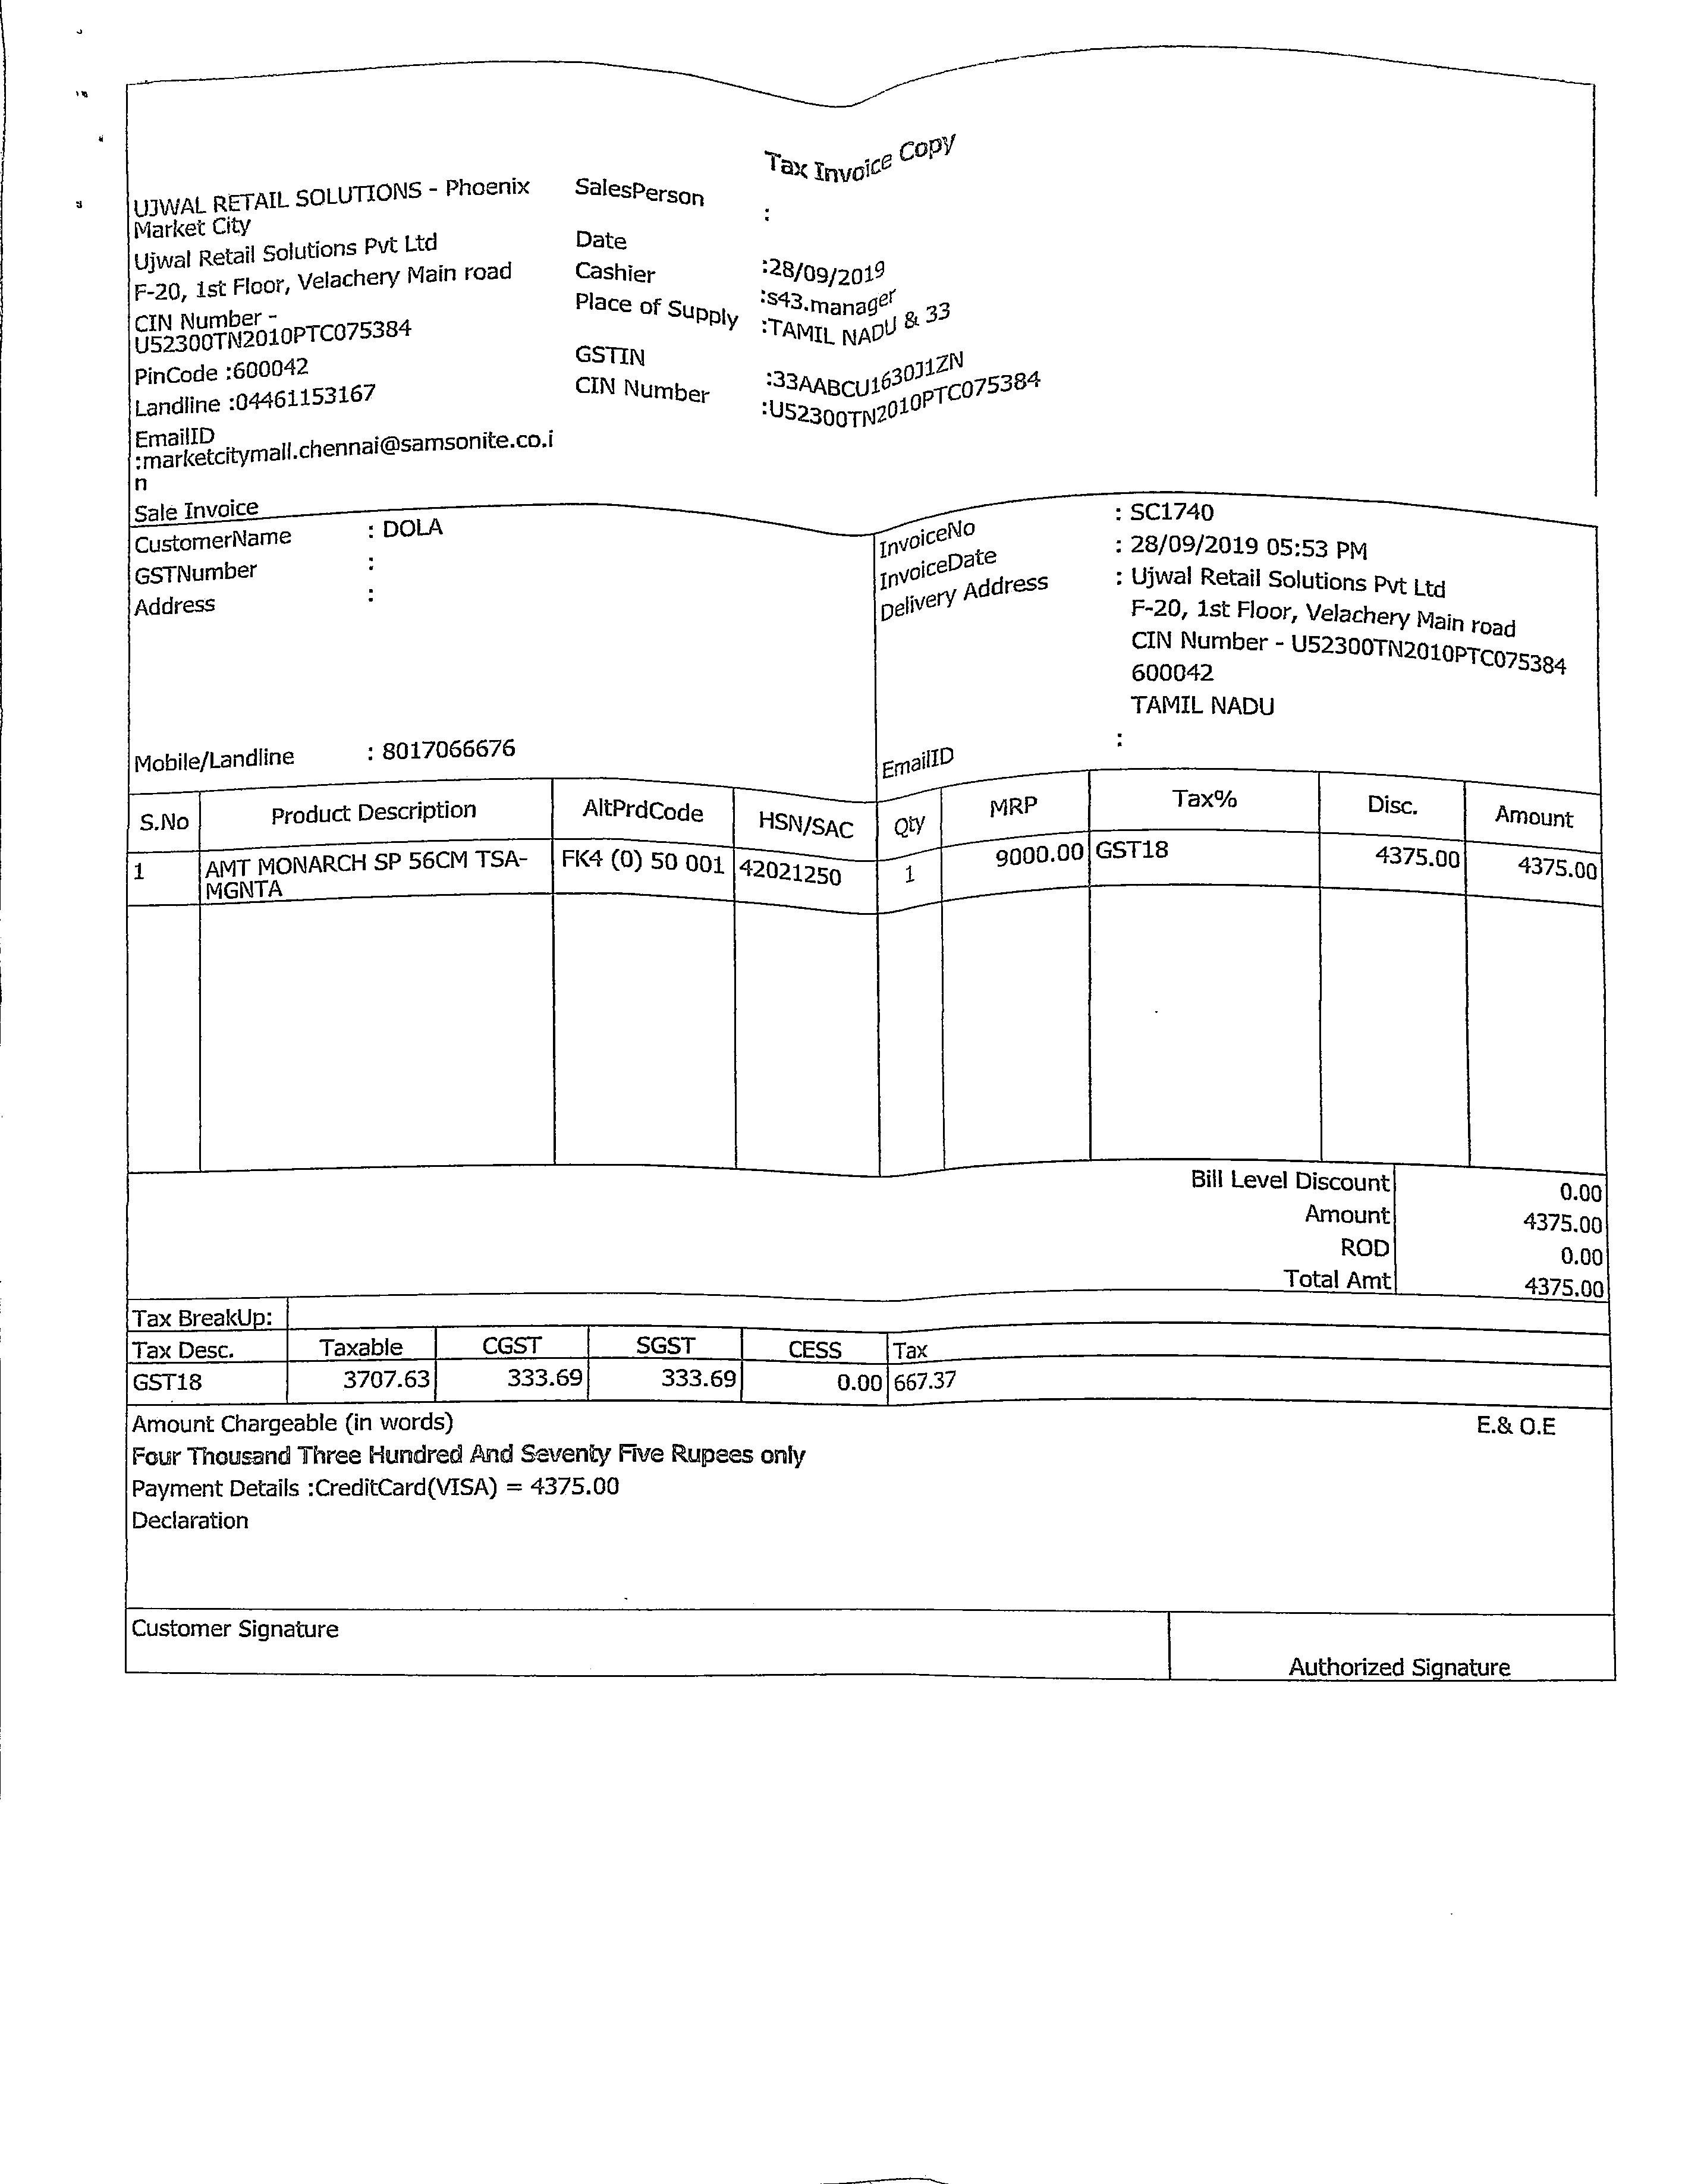 Tax Invoice Copy
UJWAL RETAIL SOLUTIONS - Phoenix
Market City
Ujwal Retail Solutions Pvt Ltd
F-20, 1st Floor, Velachery Main road
CIN Number -
U52300TN2010PTC075384
PinCode :600042
Landline :04461153167
EmailID
:marketcitymall.chennai@samsonite.co.i
n
SalesPerson :
Date :28/09/2019
Cashier :s43.manager
Place of Supply :TAMIL NADU & 33
GSTIN :33AABCU1630J1ZN
CIN Number :U52300TN2010PTC075384
Sale Invoice
CustomerName : DOLA
GSTNumber :
Address :
Mobile/Landline : 8017066676
InvoiceNo : SC1740
InvoiceDate : 28/09/2019 05:53 PM
Delivery Address : Ujwal Retail Solutions Pvt Ltd
F-20, 1st Floor, Velachery Main road
CIN Number - U52300TN2010PTC075384
600042
TAMIL NADU
EmailID :
S.No Product Description AltPrdCode HSN/SAC Qty MRP Tax% Disc. Amount
1 AMT MONARCH SP 56CM TSA- FK4 (0) 50 001 42021250 1 9000.00 GST18 4375.00 4375.00
MGNTA
Bill Level Discount 0.00
Amount 4375.00
ROD 0.00
Total Amt 4375.00
Tax BreakUp:
Tax Desc. Taxable CGST SGST CESS Tax
GST18 3707.63 333.69 333.69 0.00 667.37
Amount Chargeable (in words) E.& O.E
Four Thousand Three Hundred And Seventy Five Rupees only
Payment Details :CreditCard(VISA) = 4375.00
Declaration
Customer Signature
Authorized Signature